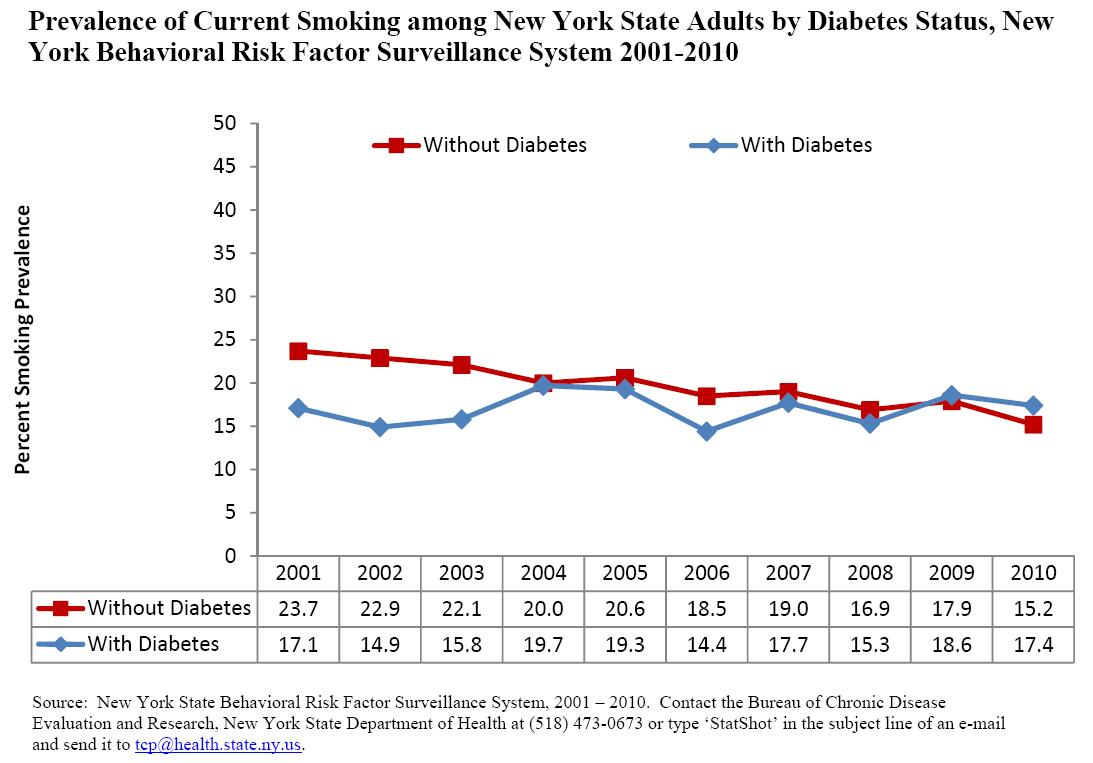 Prevalence of Current Smoking among New York State Adults by Diabetes Status, New
York Behavioral Risk Factor Surveillance System 2001-2010
Percent Smoking Prevalence
50
45
40
35
30
25
20
15
10
5
0
Without Diabetes With Diabetes
2001 2002 2003 2004 2005 2006 2007 2008 2009 2010
Without Diabetes 23.7 22.9 22.1 20.0 20.6 18.5 19.0 16.9 17.9 15.2
With Diabetes 17.1 14.9 15.8 19.7 19.3 14.4 17.7 15.3 18.6 17.4
Source:  New York State Behavioral Risk Factor Surveillance System, 2001 – 2010.  Contact the Bureau of Chronic Disease
Evaluation and Research, New York State Department of Health at (518) 473-0673 or type ‘StatShot’ in the subject line of an e-mail
and send it to tcp@health.state.ny.us.